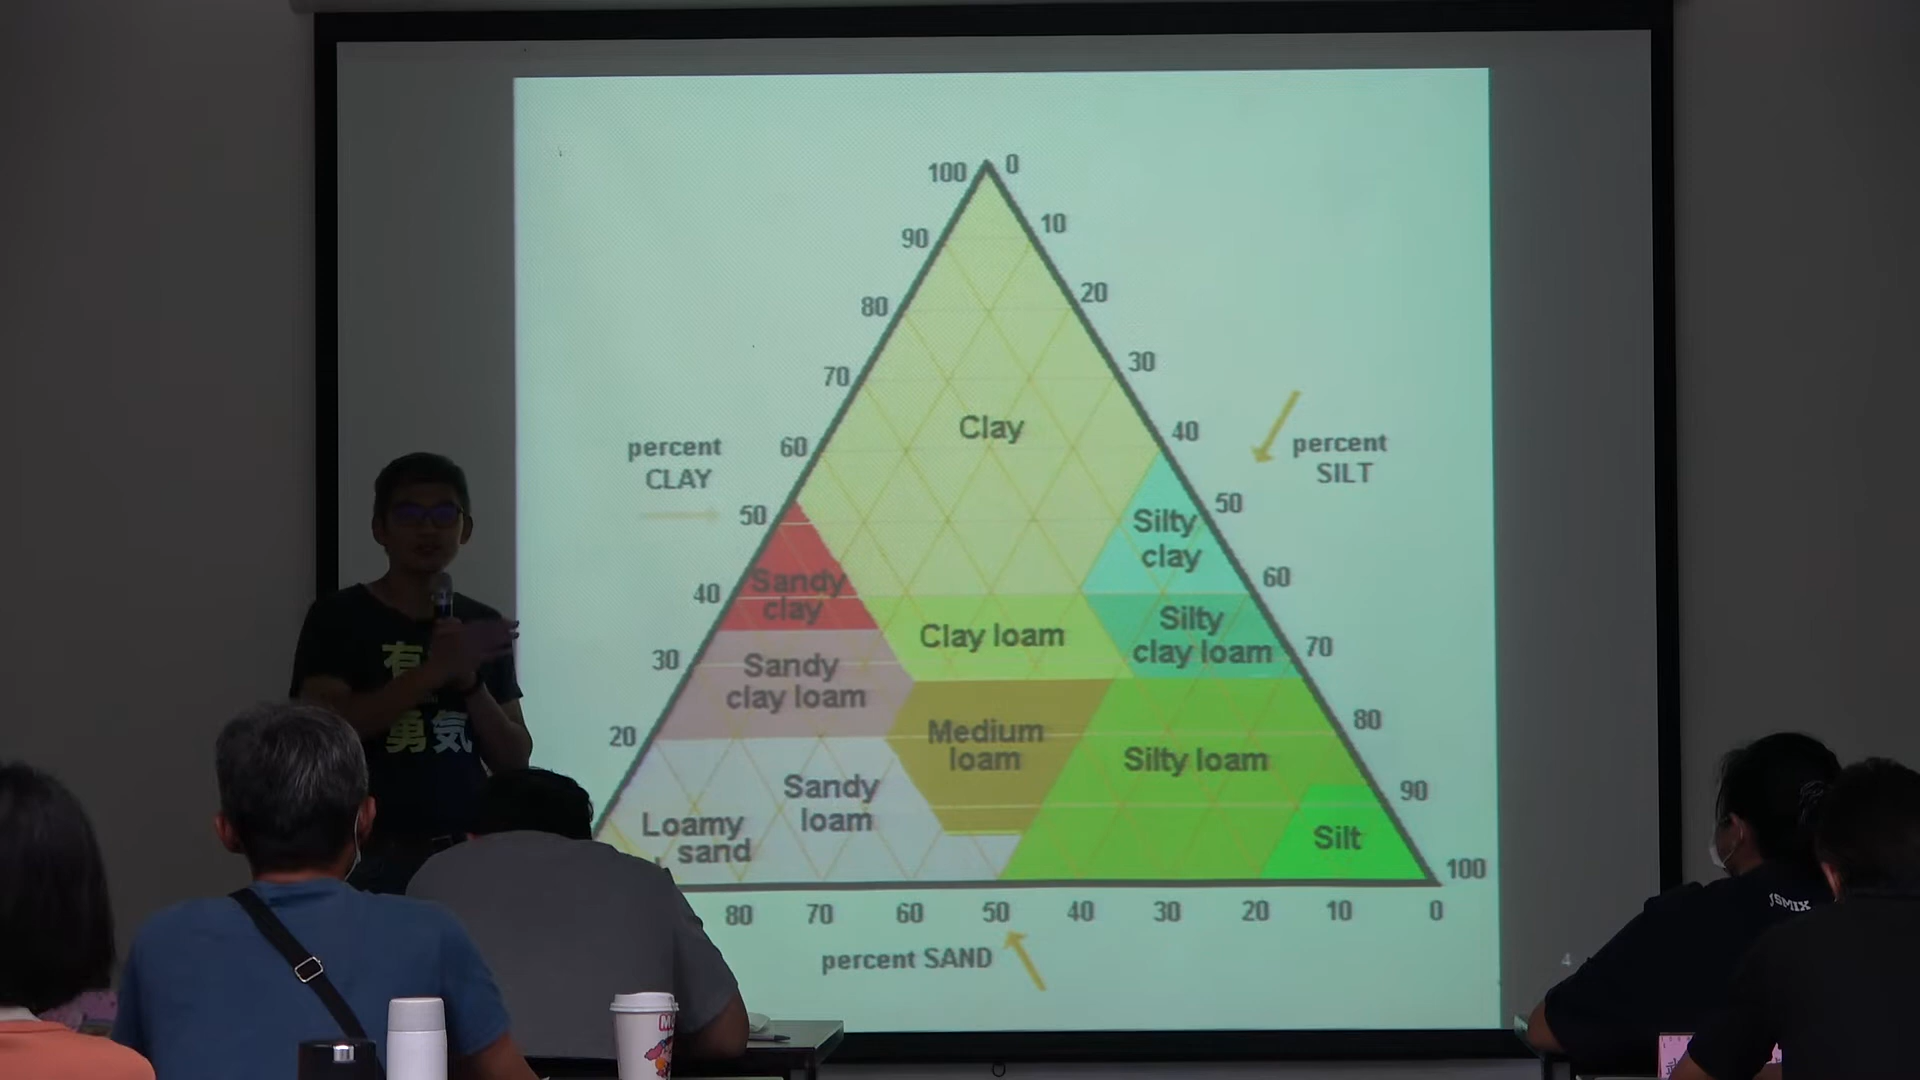 100
0
90
10
80
20
70
30
Clay
60
40
percent
CLAY
percent
SILT
50
50
Silty
clay
60
Sandy
clay
40
Clay loam
Silty
clay loam
70
30
Sandy
clay loam
Medium
loam
80
20
Silty loam
Sandy
loam
90
Loamy
sand
Silt
100
80
70
60
50
40
30
20
10
0
percent SAND
4
有
勇気
JSMIX